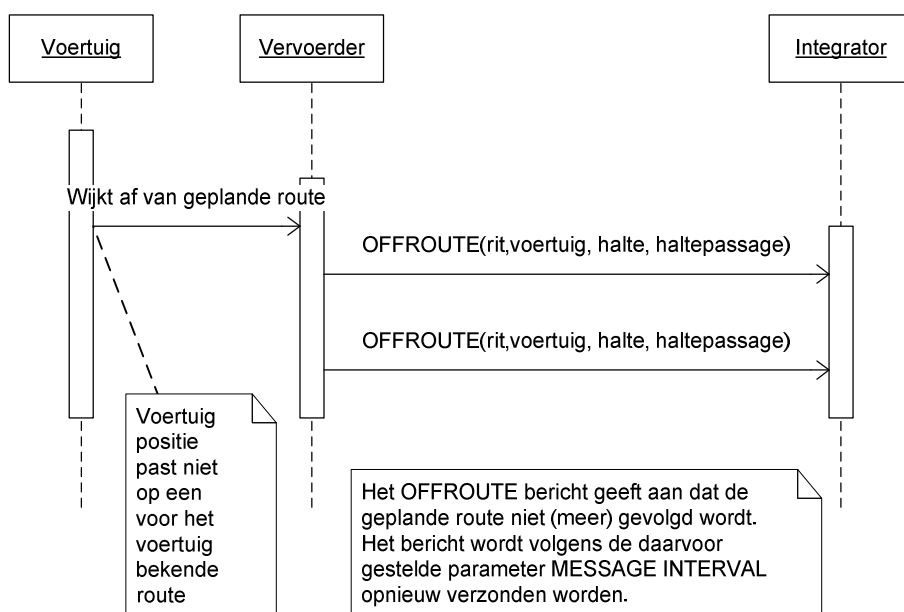 Voertuig
Vervoerder
Integrator
Wijkt af van geplande route
OFFROUTE(rit,voertuig, halte, haltepassage)
OFFROUTE(rit,voertuig, halte, haltepassage)
Voertuig
positie
past niet
op een
voor het
voertuig
bekende
route
Het OFFROUTE bericht geeft aan dat de
geplande route niet (meer) gevolgd wordt.
Het bericht wordt volgens de daarvoor
gestelde parameter MESSAGE INTERVAL
opnieuw verzonden worden.